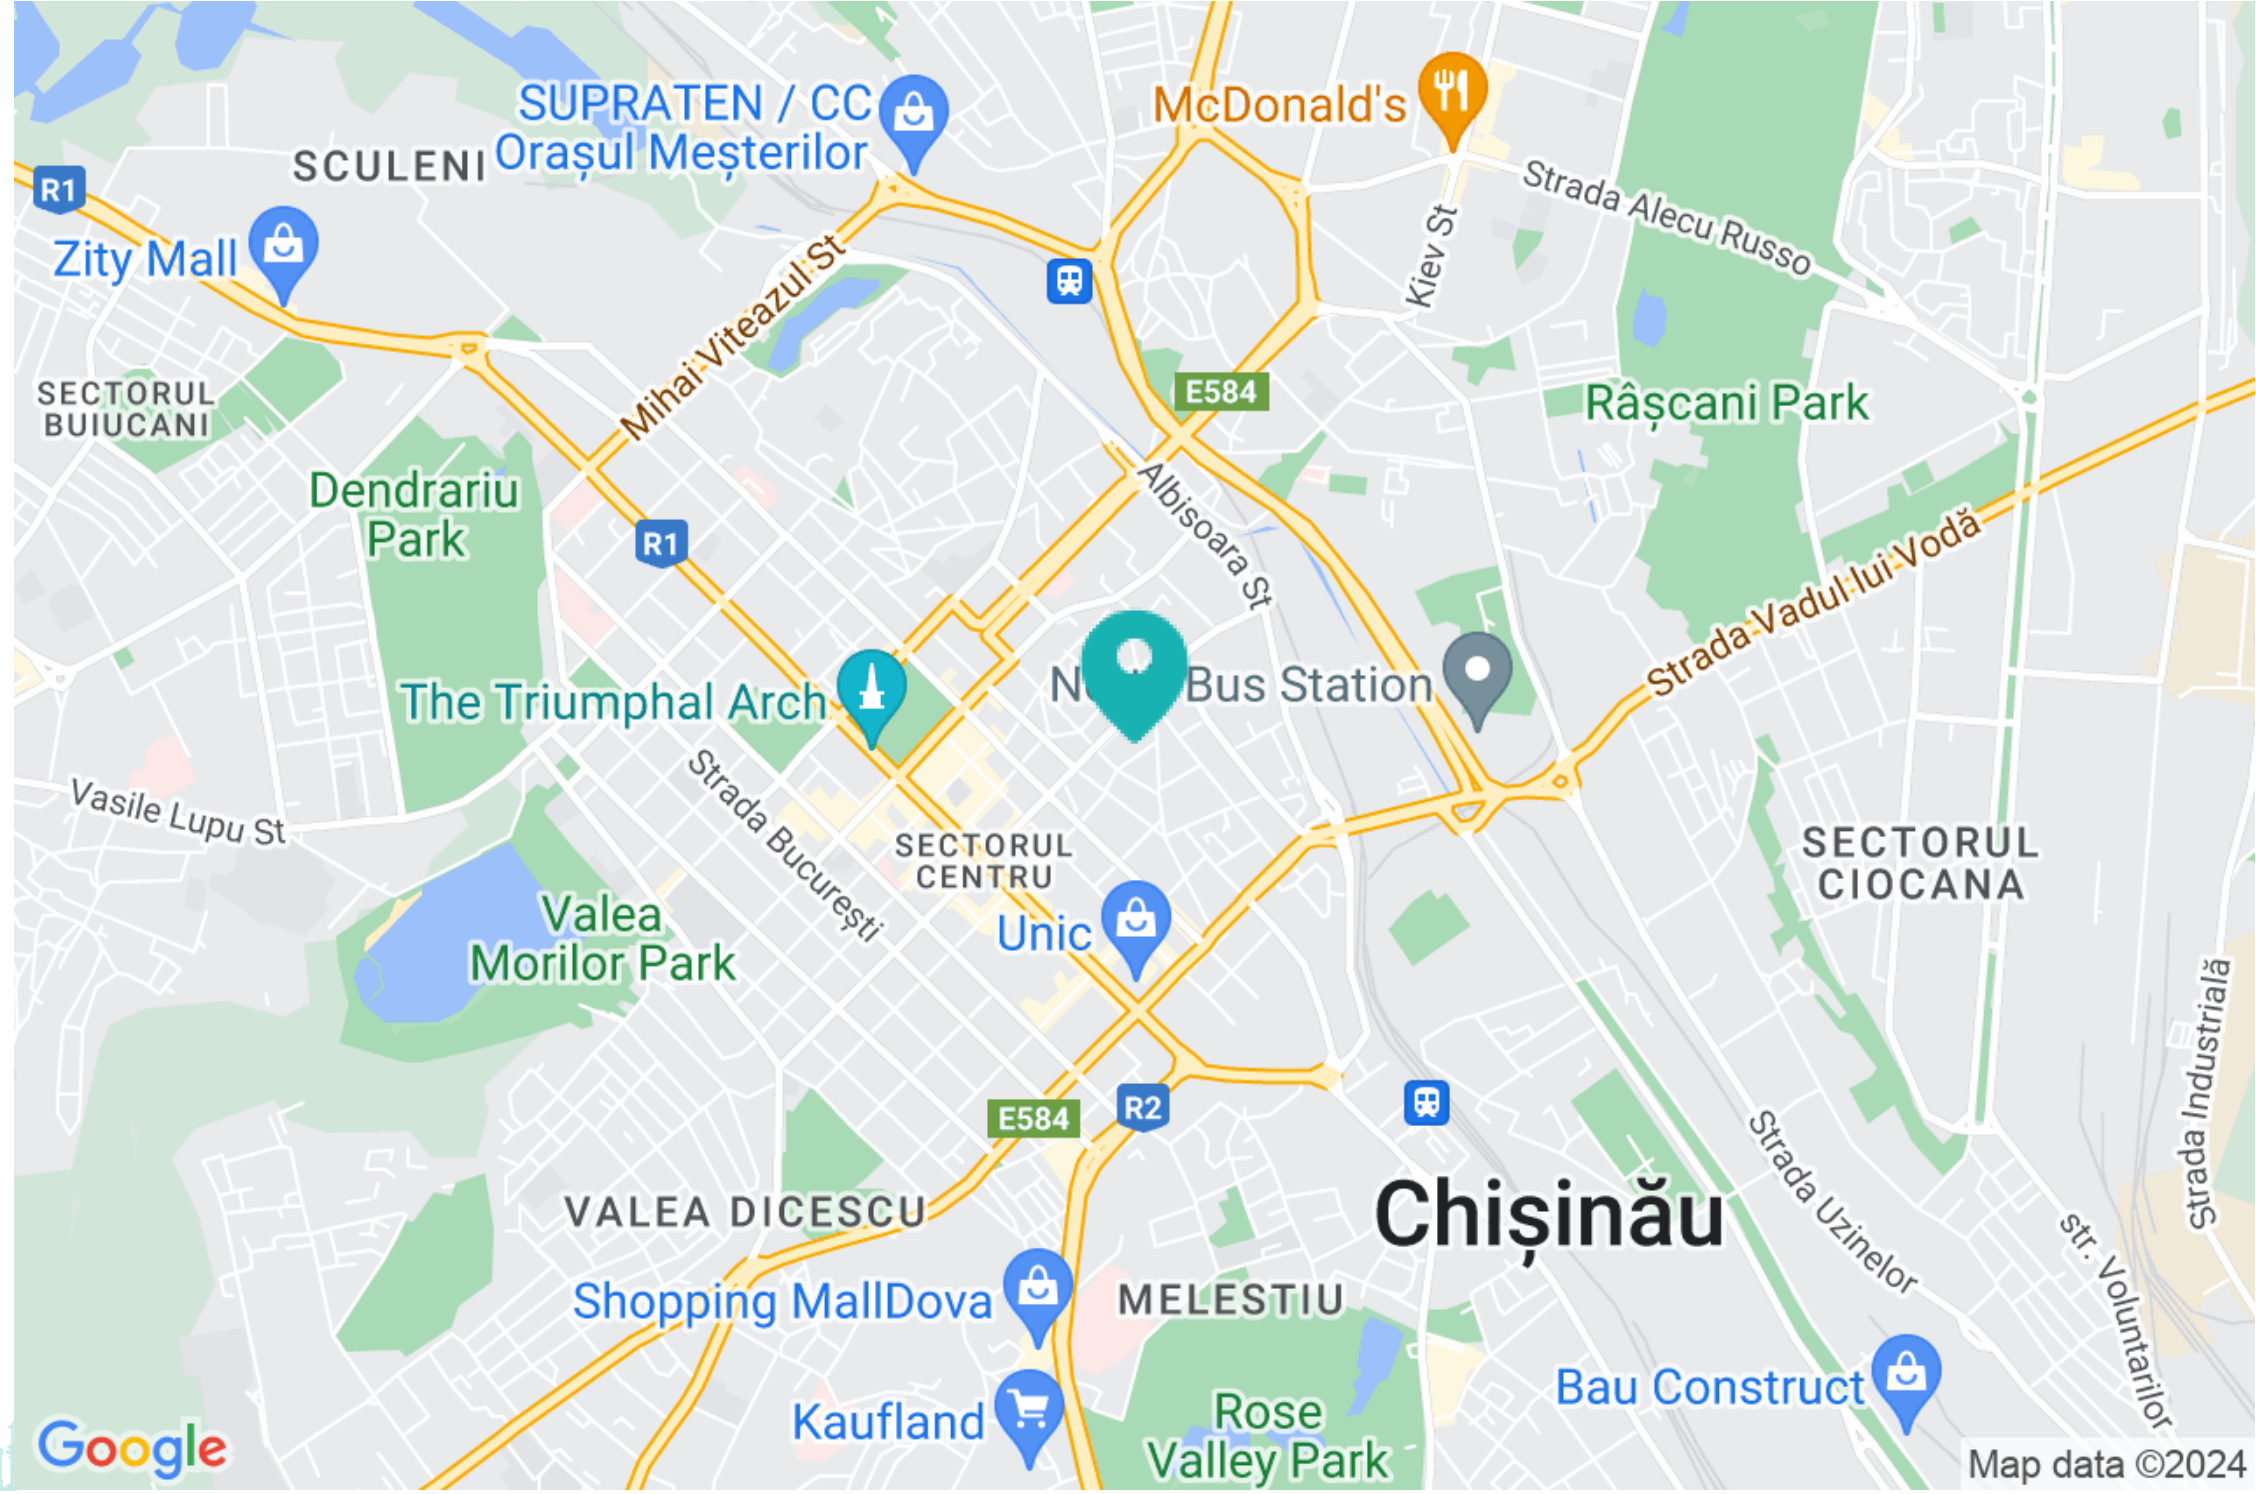 SUPRATEN / CC
Orașul Meșterilor
McDonald's
SCULENI
R1
Strada Alecu Russo
Zity Mall
Kiev St
Mihai Viteazul St
SECTORUL
BUIUCANI
E584
Râșcani Park
Dendrariu
Park
Albisoara St
R1
Strada Vadul lui Vodă
The Triumphal Arch
Bus Station
Strada București
Vasile Lupu St
SECTORUL
CENTRU
SECTORUL
CIOCANA
Valea
Morilor Park
Unic
Strada Industrială
E584
R2
Strada Uzinelor
VALEA DICESCU
Chișinău
str. Voluntarilor
Shopping MallDova
MELESTIU
Bau Construct
Kaufland
Rose
Valley Park
Google
Map data ©2024